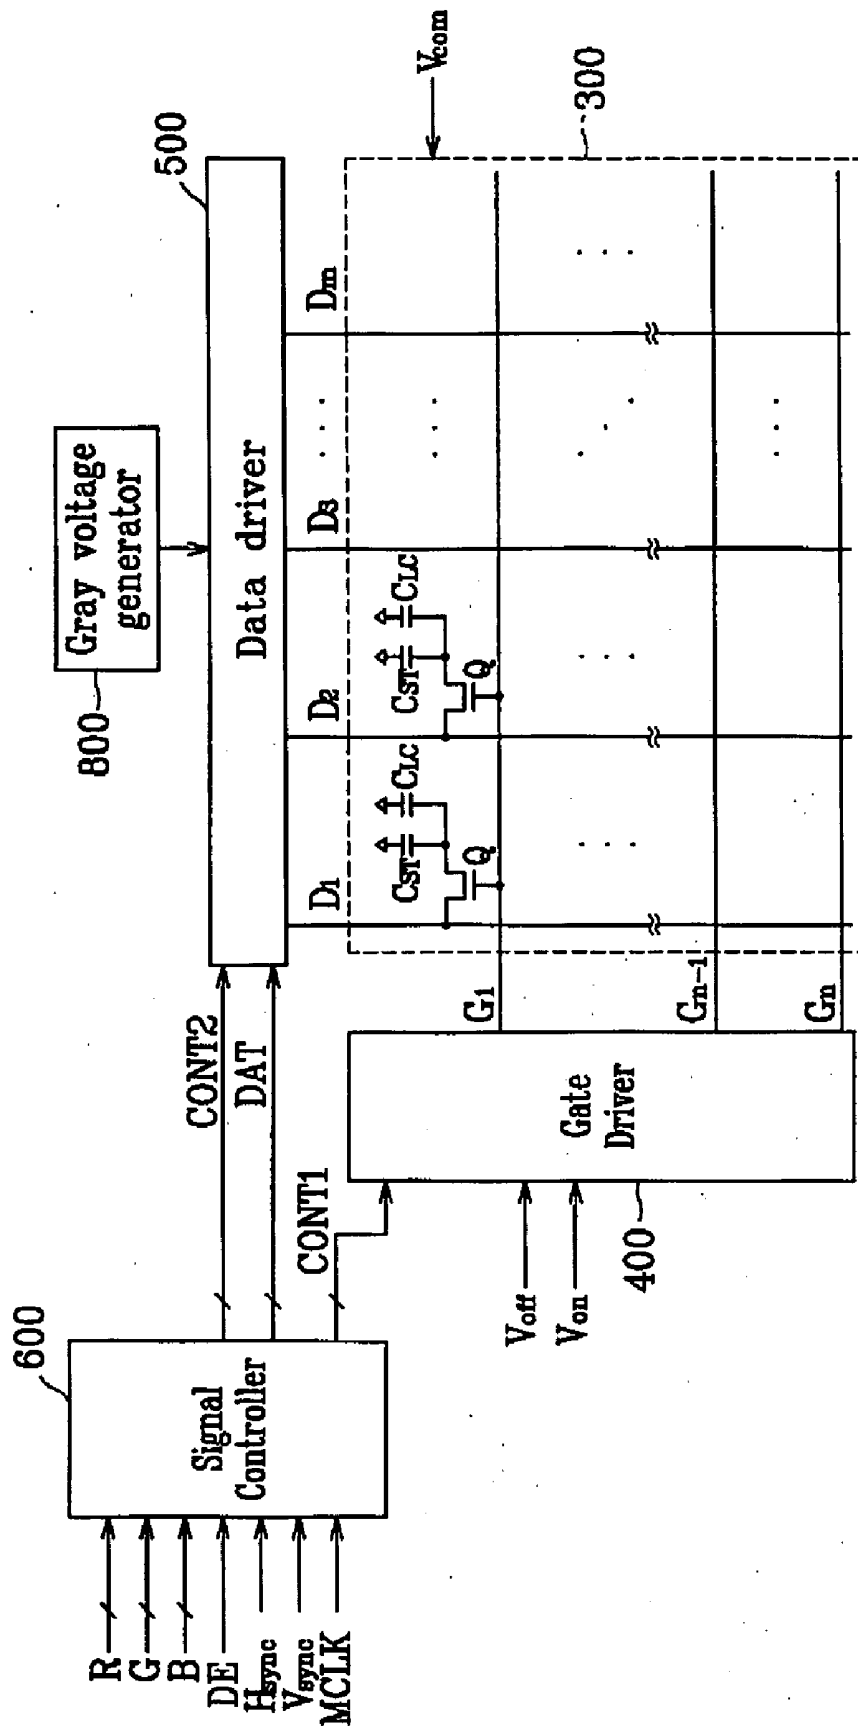 800
Gray voltage
generator
500
Data driver
600
Signal
Controller
R
G
B
DE
Hsync
Vsync
MCLK
CONT2
DAT
CONT1
Voff
Von
400
Gate
Driver
G1
Gn-1
Gn
D1
D2
D3
Dm
CST
CLC
Q
CST
CLC
Q
Vcom
300